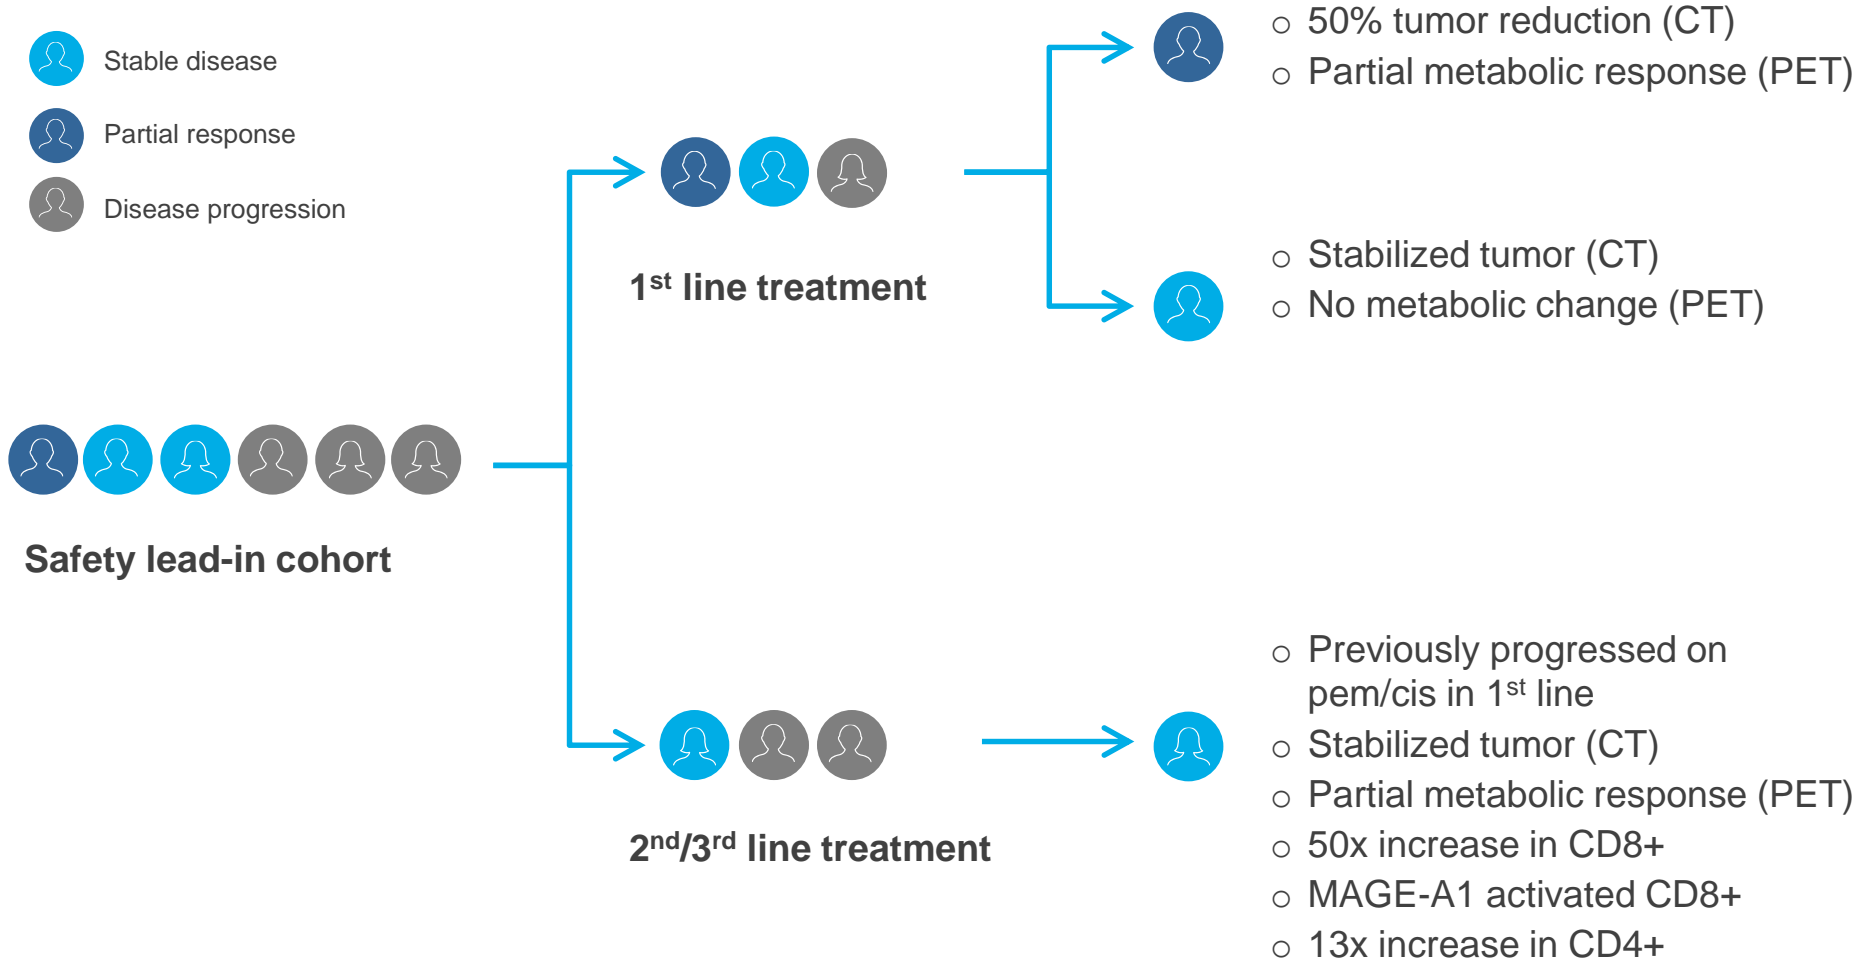 Stable disease
Partial response
Disease progression
Safety lead-in cohort
1st line treatment
2nd/3rd line treatment
○ 50% tumor reduction (CT)
○ Partial metabolic response (PET)
○ Stabilized tumor (CT)
○ No metabolic change (PET)
○ Previously progressed on
pem/cis in 1st line
○ Stabilized tumor (CT)
○ Partial metabolic response (PET)
○ 50x increase in CD8+
○ MAGE-A1 activated CD8+
○ 13x increase in CD4+